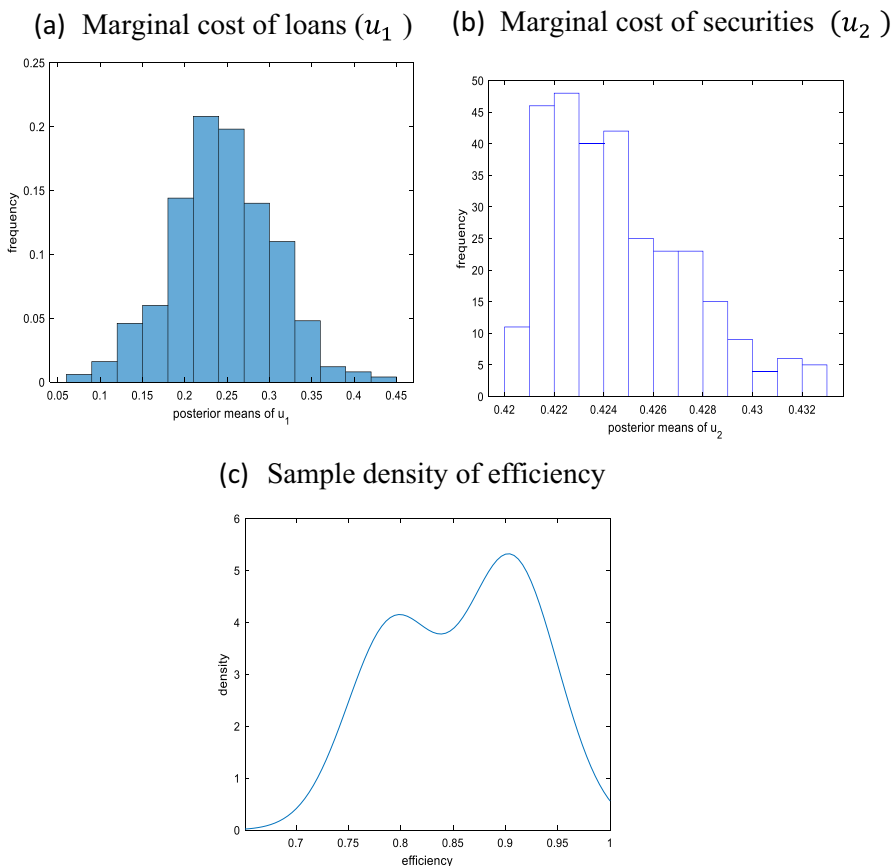 (a) Marginal cost of loans (u₁ )
(b) Marginal cost of securities (u₂ )
0.25
0.2
0.15
0.1
0.05
0
frequency
0.05 0.1 0.15 0.2 0.25 0.3 0.35 0.4 0.45
posterior means of u₁
50
45
40
35
30
25
20
15
10
5
0
frequency
0.42 0.422 0.424 0.426 0.428 0.43 0.432
posterior means of u₂
(c) Sample density of efficiency
6
5
4
3
2
1
0
density
0.7 0.75 0.8 0.85 0.9 0.95 1
efficiency